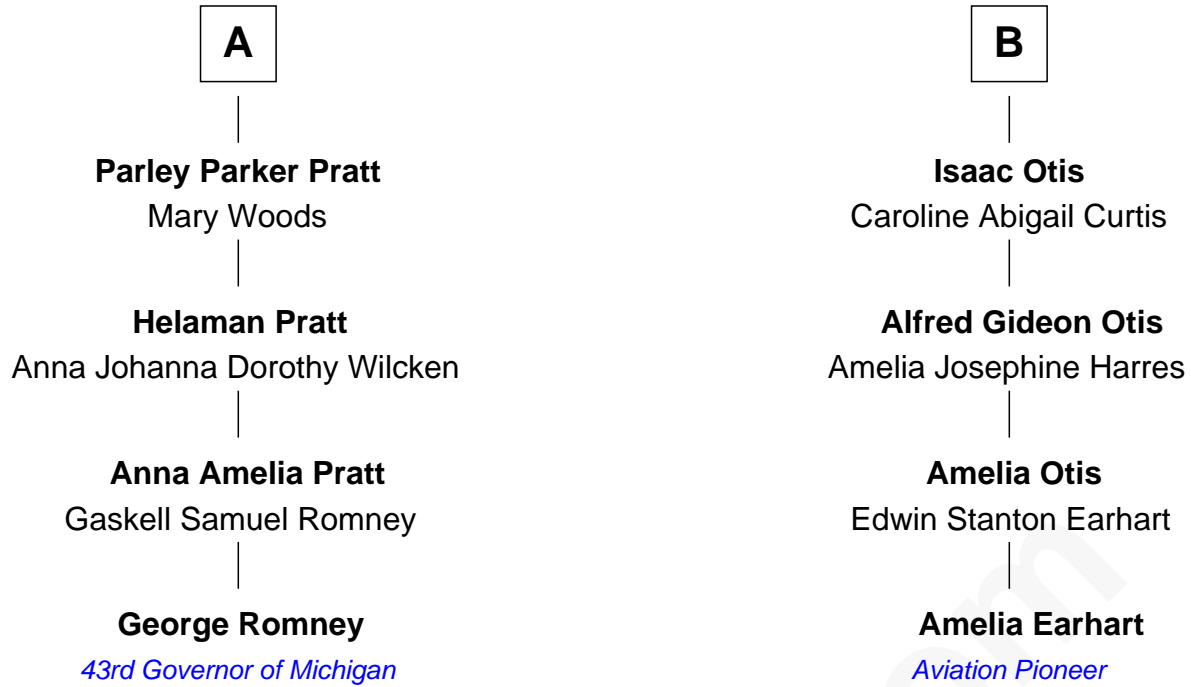 A
Parley Parker Pratt
Mary Woods
Helaman Pratt
Anna Johanna Dorothy Wilcken
Anna Amelia Pratt
Gaskell Samuel Romney
George Romney
43rd Governor of Michigan
B
Isaac Otis
Caroline Abigail Curtis
Alfred Gideon Otis
Amelia Josephine Harres
Amelia Otis
Edwin Stanton Earhart
Amelia Earhart
Aviation Pioneer